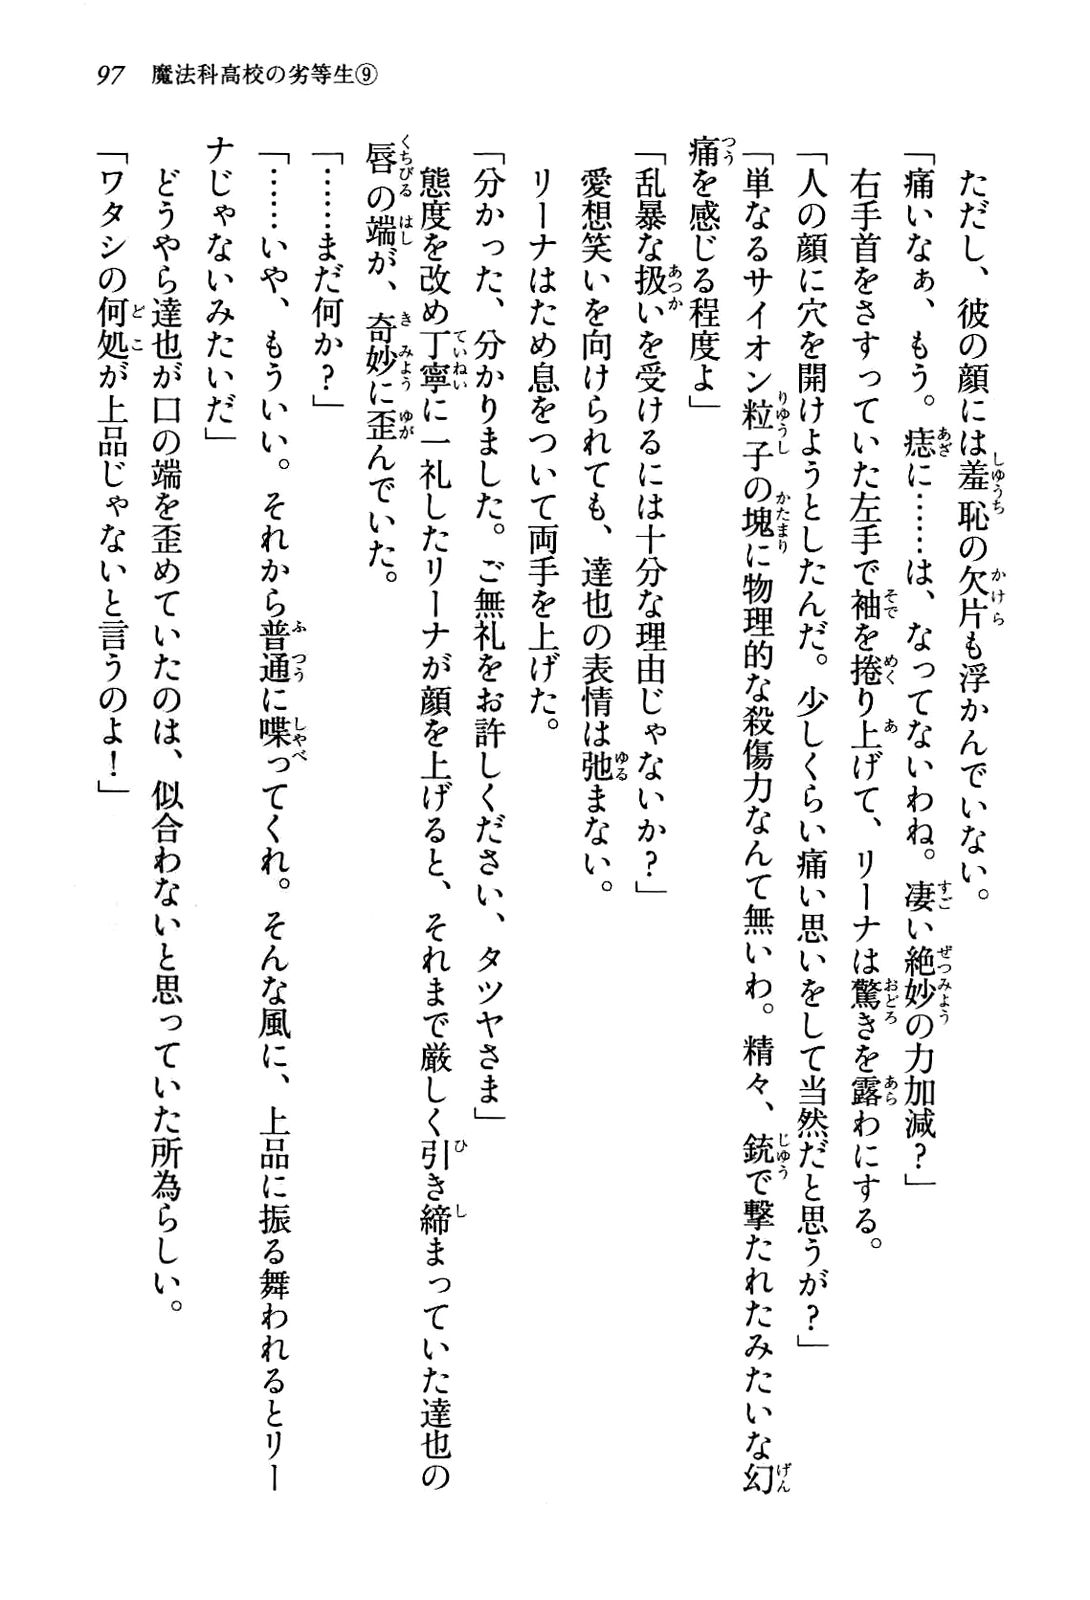 97 魔法科高校の劣等生⑨
ただし、彼の顔には羞恥の欠片も浮かんでいない。
「痛いなぁ、もう。痣に……は、なってないわね。凄い絶妙の力加減？」
右手首をさすっていた左手で袖を捲り上げて、リーナは驚きを露わにする。
「人の顔に穴を開けようとしたんだ。少しくらい痛い思いをして当然だと思うが？」
「単なるサイオン粒子の塊に物理的な殺傷力なんて無いわ。精々、銃で撃たれたみたいな幻
痛を感じる程度よ」
「乱暴な扱いを受けるには十分な理由じゃないか？」
愛想笑いを向けられても、達也の表情は弛まない。
リーナはため息をついて両手を上げた。
「分かった、分かりました。ご無礼をお許しください、タツヤさま」
態度を改め丁寧に一礼したリーナが顔を上げると、それまで厳しく引き締まっていた達也の
唇の端が、奇妙に歪んでいた。
「……まだ何か？」
「……いや、もういい。それから普通に喋ってくれ。そんな風に、上品に振る舞われるとリー
ナじゃないみたいだ」
どうやら達也が口の端を歪めていたのは、似合わないと思っていた所為らしい。
「ワタシの何処が上品じゃないと言うのよ！」